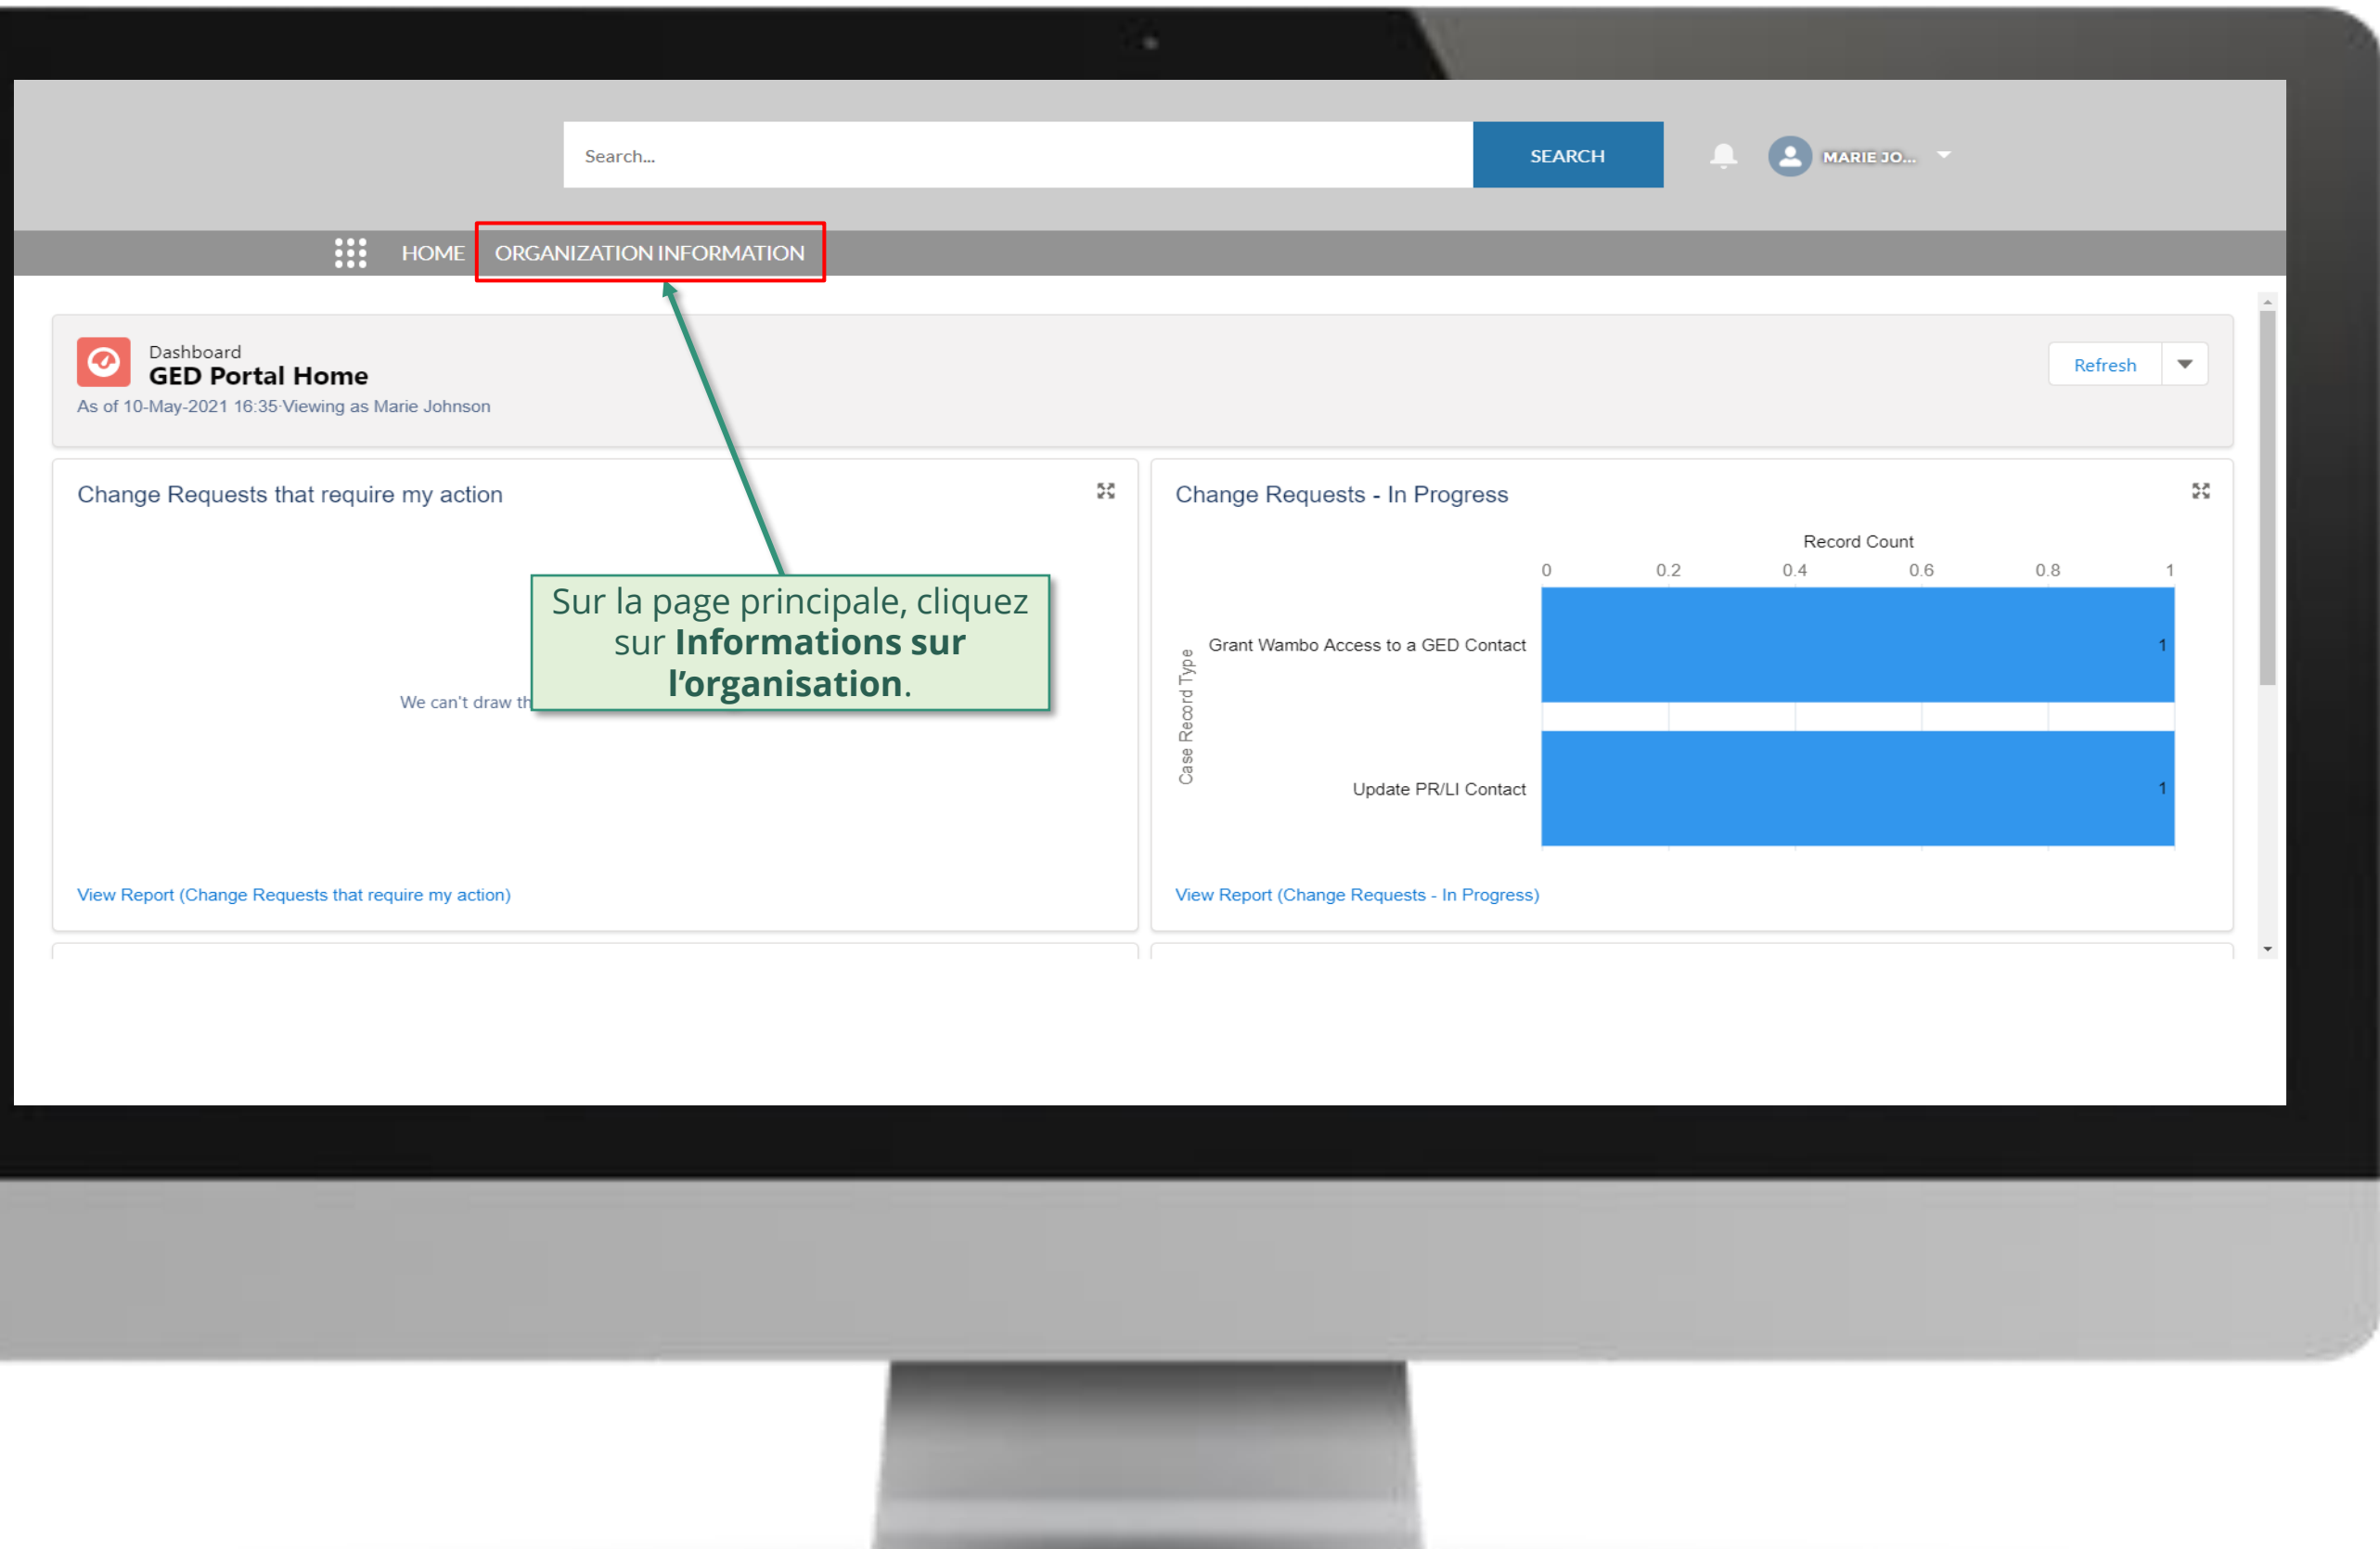 Search...
SEARCH
MARIE JO...
HOME
ORGANIZATION INFORMATION
Dashboard
GED Portal Home
As of 10-May-2021 16:35·Viewing as Marie Johnson
Refresh
Change Requests that require my action
Sur la page principale, cliquez
sur Informations sur
l’organisation.
We can't draw th
View Report (Change Requests that require my action)
Change Requests - In Progress
Record Count
0 0.2 0.4 0.6 0.8 1
Case Record Type
Grant Wambo Access to a GED Contact
1
Update PR/LI Contact
1
View Report (Change Requests - In Progress)